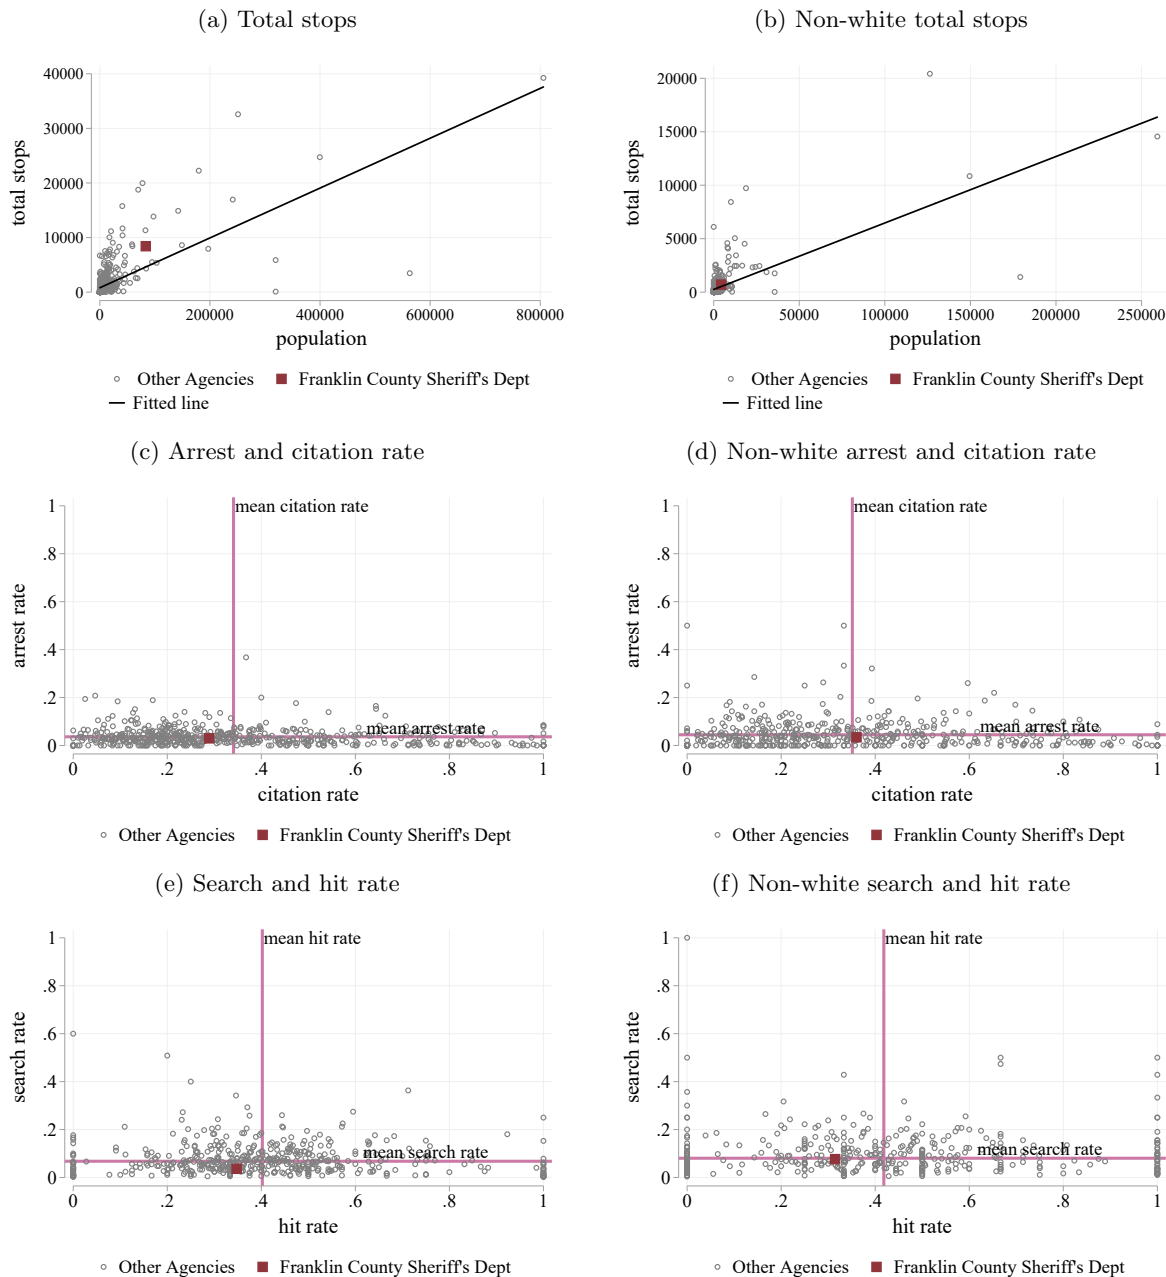 (a) Total stops
(b) Non-white total stops
total stops
40000
30000
20000
10000
0
0 200000 400000 600000 800000
population
Other Agencies Franklin County Sheriff's Dept
Fitted line
total stops
20000
15000
10000
5000
0
0 50000 100000 150000 200000 250000
population
Other Agencies Franklin County Sheriff's Dept
Fitted line
(c) Arrest and citation rate
(d) Non-white arrest and citation rate
arrest rate
1
.8
.6
.4
.2
0
mean citation rate
mean arrest rate
0 .2 .4 .6 .8 1
citation rate
Other Agencies Franklin County Sheriff's Dept
arrest rate
1
.8
.6
.4
.2
0
mean citation rate
mean arrest rate
0 .2 .4 .6 .8 1
citation rate
Other Agencies Franklin County Sheriff's Dept
(e) Search and hit rate
(f) Non-white search and hit rate
search rate
1
.8
.6
.4
.2
0
mean hit rate
mean search rate
0 .2 .4 .6 .8 1
hit rate
Other Agencies Franklin County Sheriff's Dept
search rate
1
.8
.6
.4
.2
0
mean hit rate
mean search rate
0 .2 .4 .6 .8 1
hit rate
Other Agencies Franklin County Sheriff's Dept